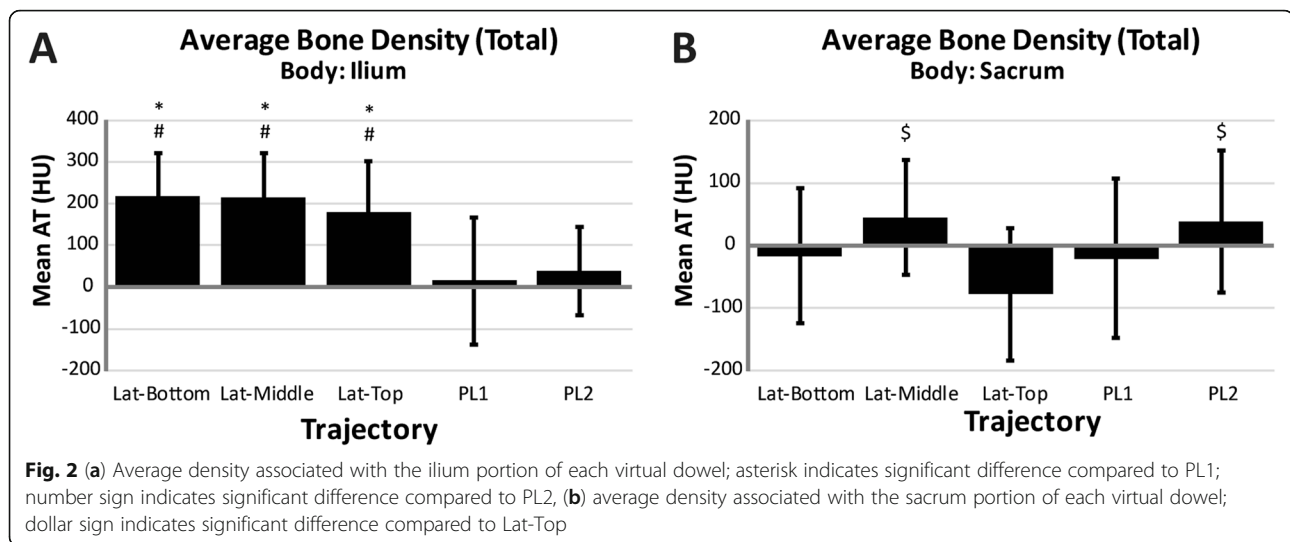 A
Average Bone Density (Total)
Body: Ilium
Mean AT (HU)
400
300
200
100
0
-100
-200
*
#
*
#
*
#
Lat-Bottom Lat-Middle Lat-Top PL1 PL2
Trajectory
B
Average Bone Density (Total)
Body: Sacrum
Mean AT (HU)
200
100
0
-100
-200
$
$
Lat-Bottom Lat-Middle Lat-Top PL1 PL2
Trajectory
Fig. 2 (a) Average density associated with the ilium portion of each virtual dowel; asterisk indicates significant difference compared to PL1;
number sign indicates significant difference compared to PL2, (b) average density associated with the sacrum portion of each virtual dowel;
dollar sign indicates significant difference compared to Lat-Top